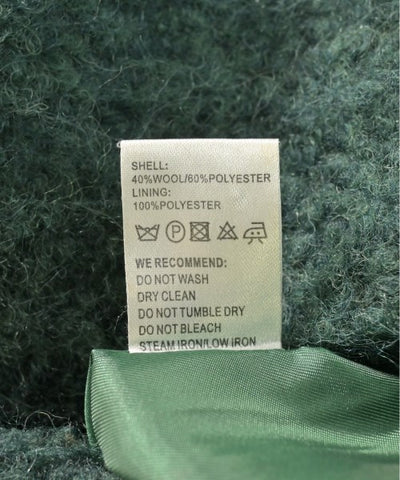 SHELL:
40%WOOL/60%POLYESTER
LINING:
100%POLYESTER
P
WE RECOMMEND:
DO NOT WASH
DRY CLEAN
DO NOT TUMBLE DRY
DO NOT BLEACH
STEAM IRON/LOW IRON